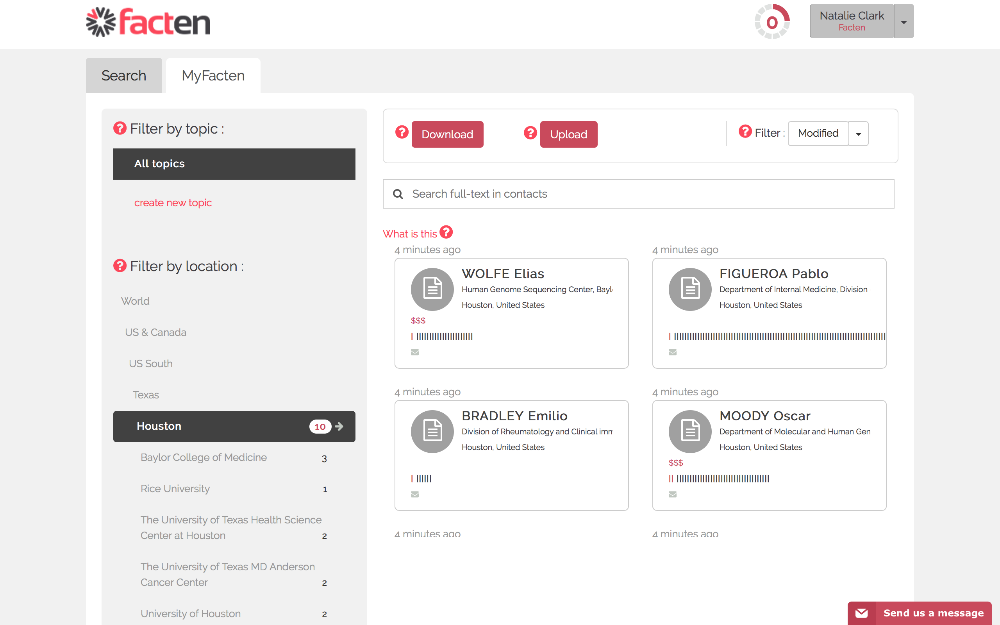 facten
0
Natalie Clark
Facten
Search
MyFacten
? Filter by topic :
All topics
create new topic
? Filter by location :
World
US & Canada
US South
Texas
Houston 10
Baylor College of Medicine 3
Rice University 1
The University of Texas Health Science
Center at Houston 2
The University of Texas MD Anderson
Cancer Center 2
University of Houston 2
? Download
? Upload
? Filter : Modified
Search full-text in contacts
What is this ?
4 minutes ago
WOLFE Elias
Human Genome Sequencing Center, Bayl
Houston, United States
$$$
4 minutes ago
FIGUEROA Pablo
Department of Internal Medicine, Division
Houston, United States
4 minutes ago
BRADLEY Emilio
Division of Rheumatology and Clinical imm
Houston, United States
4 minutes ago
MOODY Oscar
Department of Molecular and Human Gen
Houston, United States
$$$
4 minutes ago
4 minutes ago
Send us a message